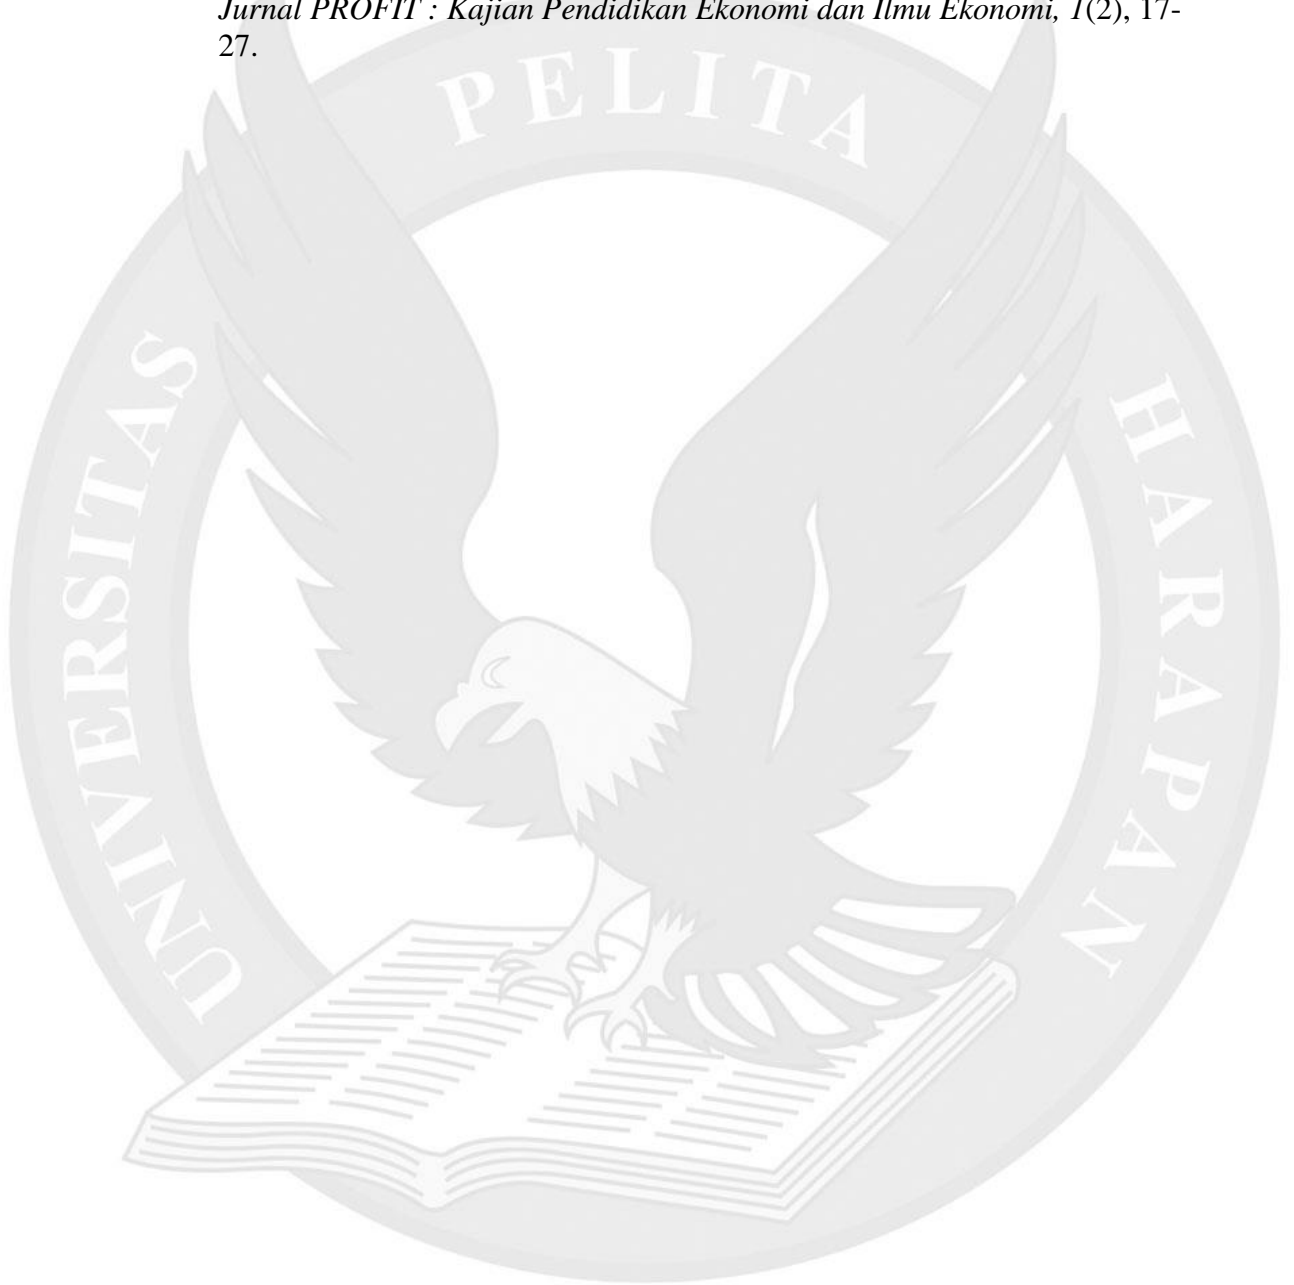 Jurnal PROFIT : Kajian Pendidikan Ekonomi dan Ilmu Ekonomi, 1(2), 17-
27.
UNIVERSITAS PELITA HARAPAN